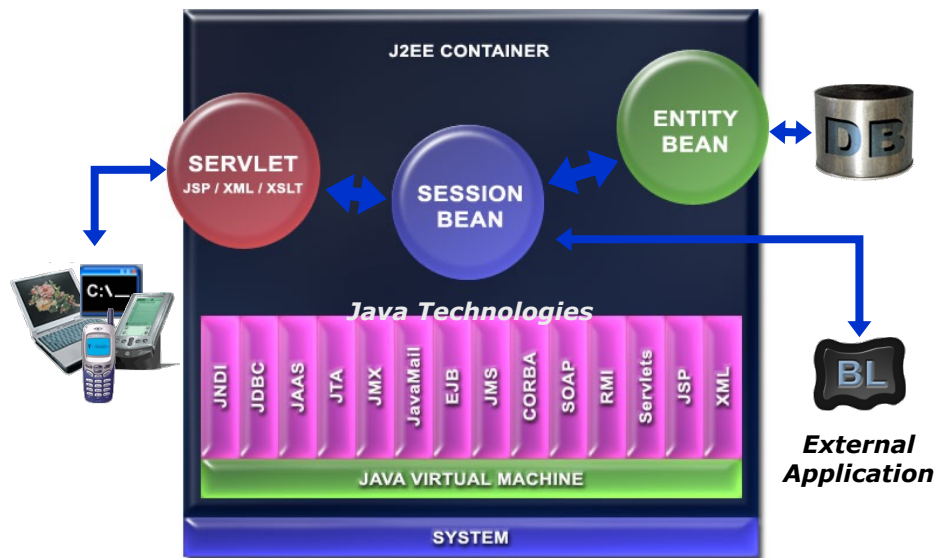 J2EE CONTAINER
ENTITY
BEAN
DB
SERVLET
JSP / XML / XSLT
SESSION
BEAN
C:\_
Java Technologies
JNDI
JDBC
JAAS
JTA
JMX
JavaMail
EJB
JMS
CORBA
SOAP
RMI
Servlets
JSP
XML
BL
JAVA VIRTUAL MACHINE
External
Application
SYSTEM